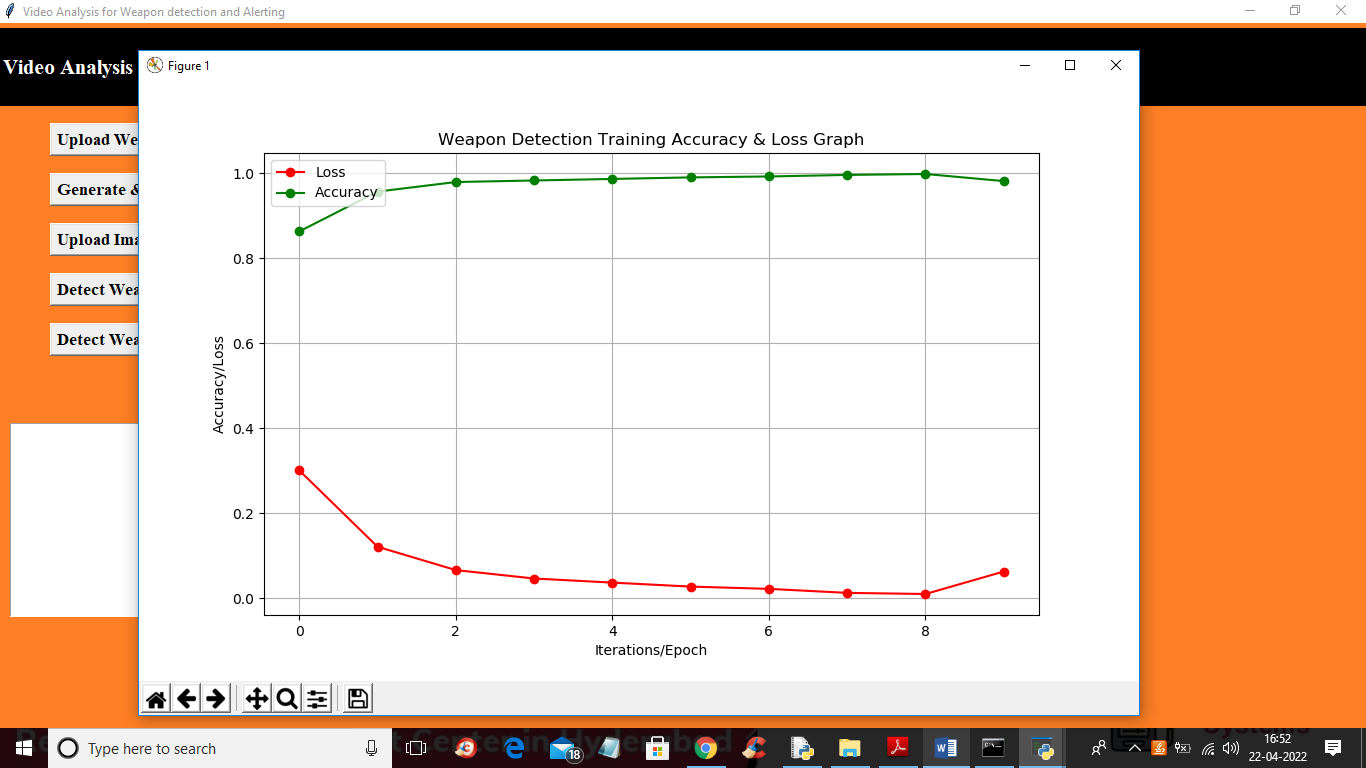 Video Analysis for Weapon detection and Alerting
Video Analysis
Figure 1
Upload We
Generate &
Upload Ima
Detect Wea
Detect Wea
Weapon Detection Training Accuracy & Loss Graph
Loss
Accuracy
1.0
0.8
0.6
0.4
0.2
0.0
Accuracy/Loss
0 2 4 6 8
Iterations/Epoch
Type here to search
18
16:52
22-04-2022